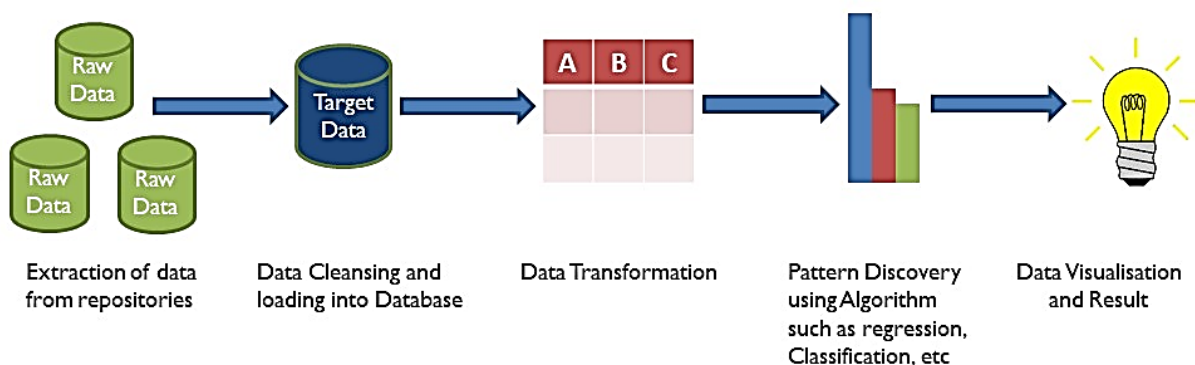 Raw
Data
Raw
Data
Raw
Data
Target
Data
A B C
Extraction of data
from repositories
Data Cleansing and
loading into Database
Data Transformation
Pattern Discovery
using Algorithm
such as regression,
Classification, etc
Data Visualisation
and Result